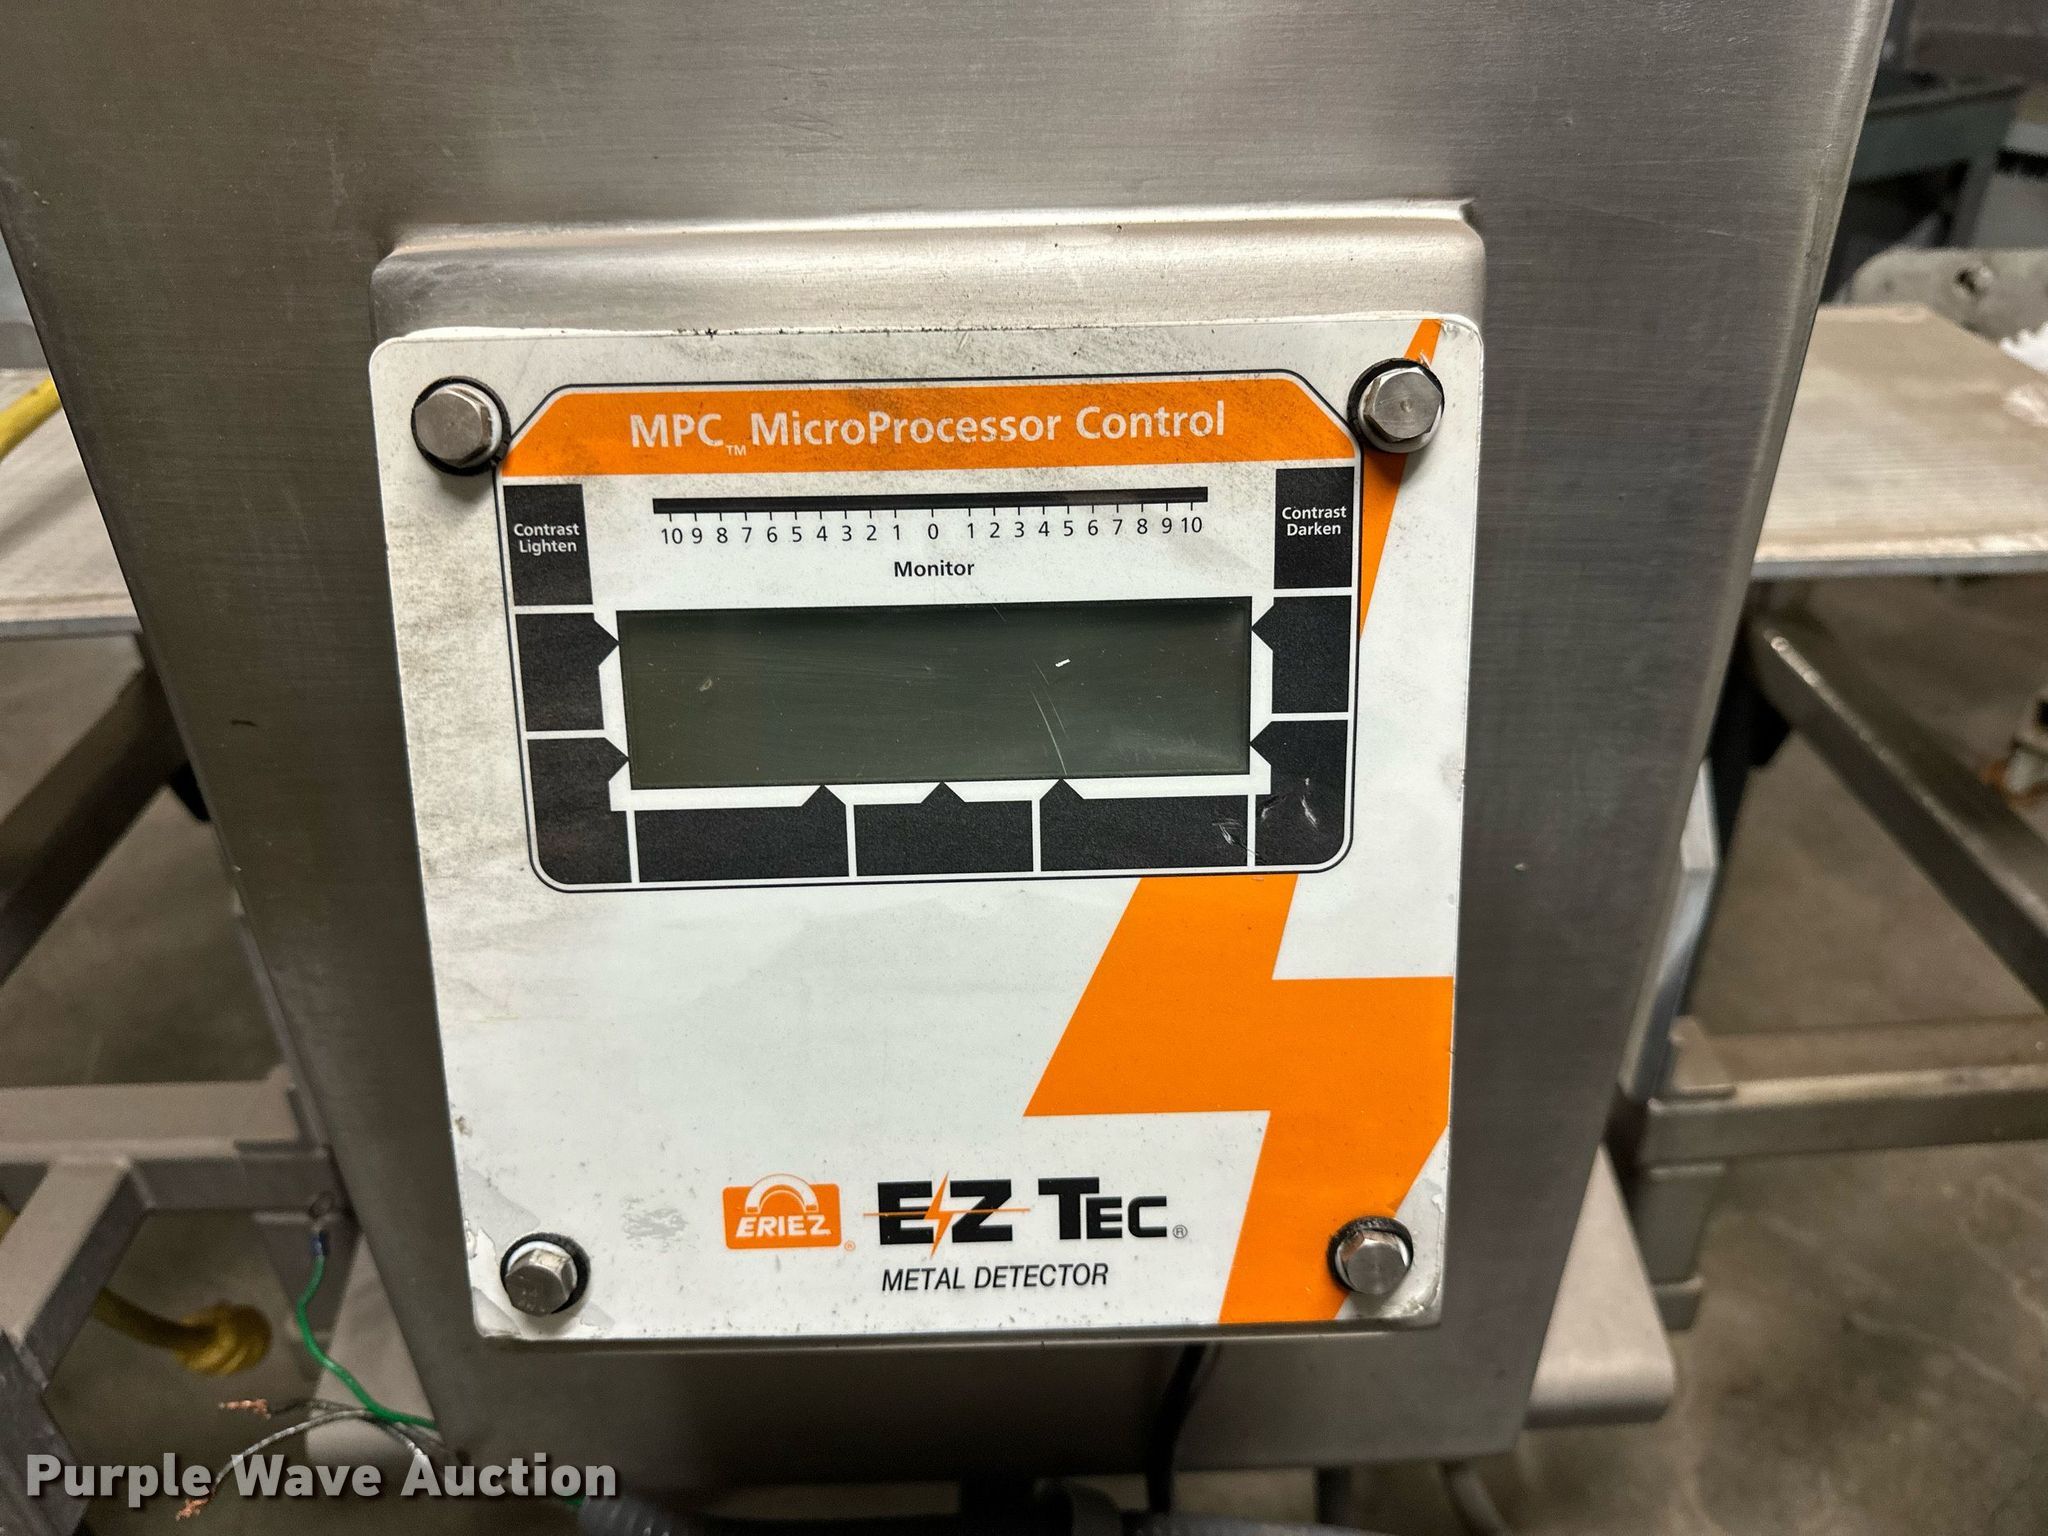 MPC™ MicroProcessor Control
Contrast
Lighten
10 9 8 7 6 5 4 3 2 1 0 1 2 3 4 5 6 7 8 9 10
Monitor
Contrast
Darken
ERIEZ® EZ TEC®
METAL DETECTOR
Purple Wave Auction